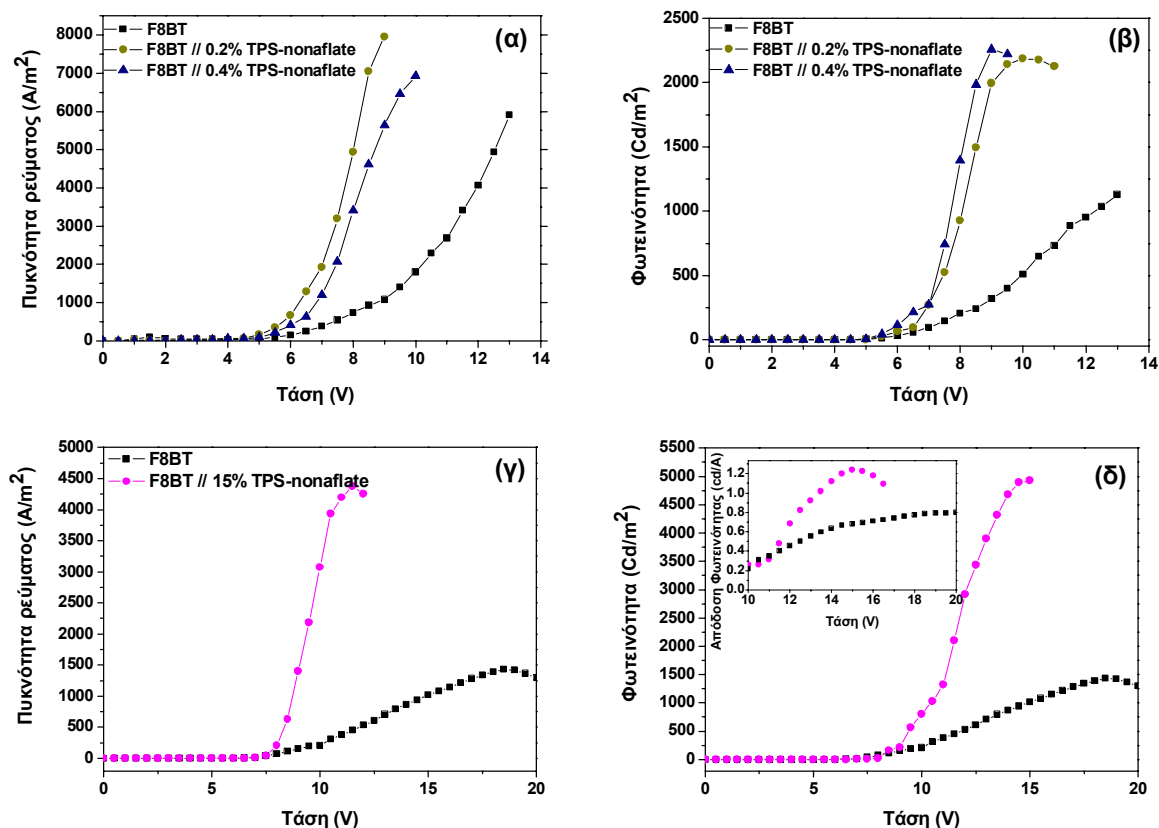 (α)
F8BT
F8BT // 0.2% TPS-nonaflate
F8BT // 0.4% TPS-nonaflate
Πυκνότητα ρεύματος (A/m²)
8000
7000
6000
5000
4000
3000
2000
1000
0
0 2 4 6 8 10 12 14
Τάση (V)
(β)
F8BT
F8BT // 0.2% TPS-nonaflate
F8BT // 0.4% TPS-nonaflate
Φωτεινότητα (Cd/m²)
2500
2000
1500
1000
500
0
0 2 4 6 8 10 12 14
Τάση (V)
(γ)
F8BT
F8BT // 15% TPS-nonaflate
Πυκνότητα ρεύματος (A/m²)
5000
4500
4000
3500
3000
2500
2000
1500
1000
500
0
0 5 10 15 20
Τάση (V)
(δ)
Φωτεινότητα (Cd/m²)
5500
5000
4500
4000
3500
3000
2500
2000
1500
1000
500
0
0 5 10 15 20
Τάση (V)
Απόδοση Φωτεινότητας (cd/A)
1.2
1.0
0.8
0.6
0.4
0.2
0.0
10 12 14 16 18 20
Τάση (V)